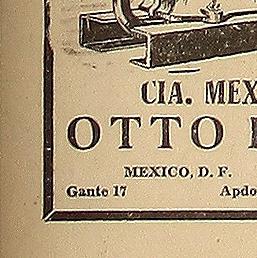 CIA. MEX
OTTO
MEXICO, D. F.
Gante 17 Apdo